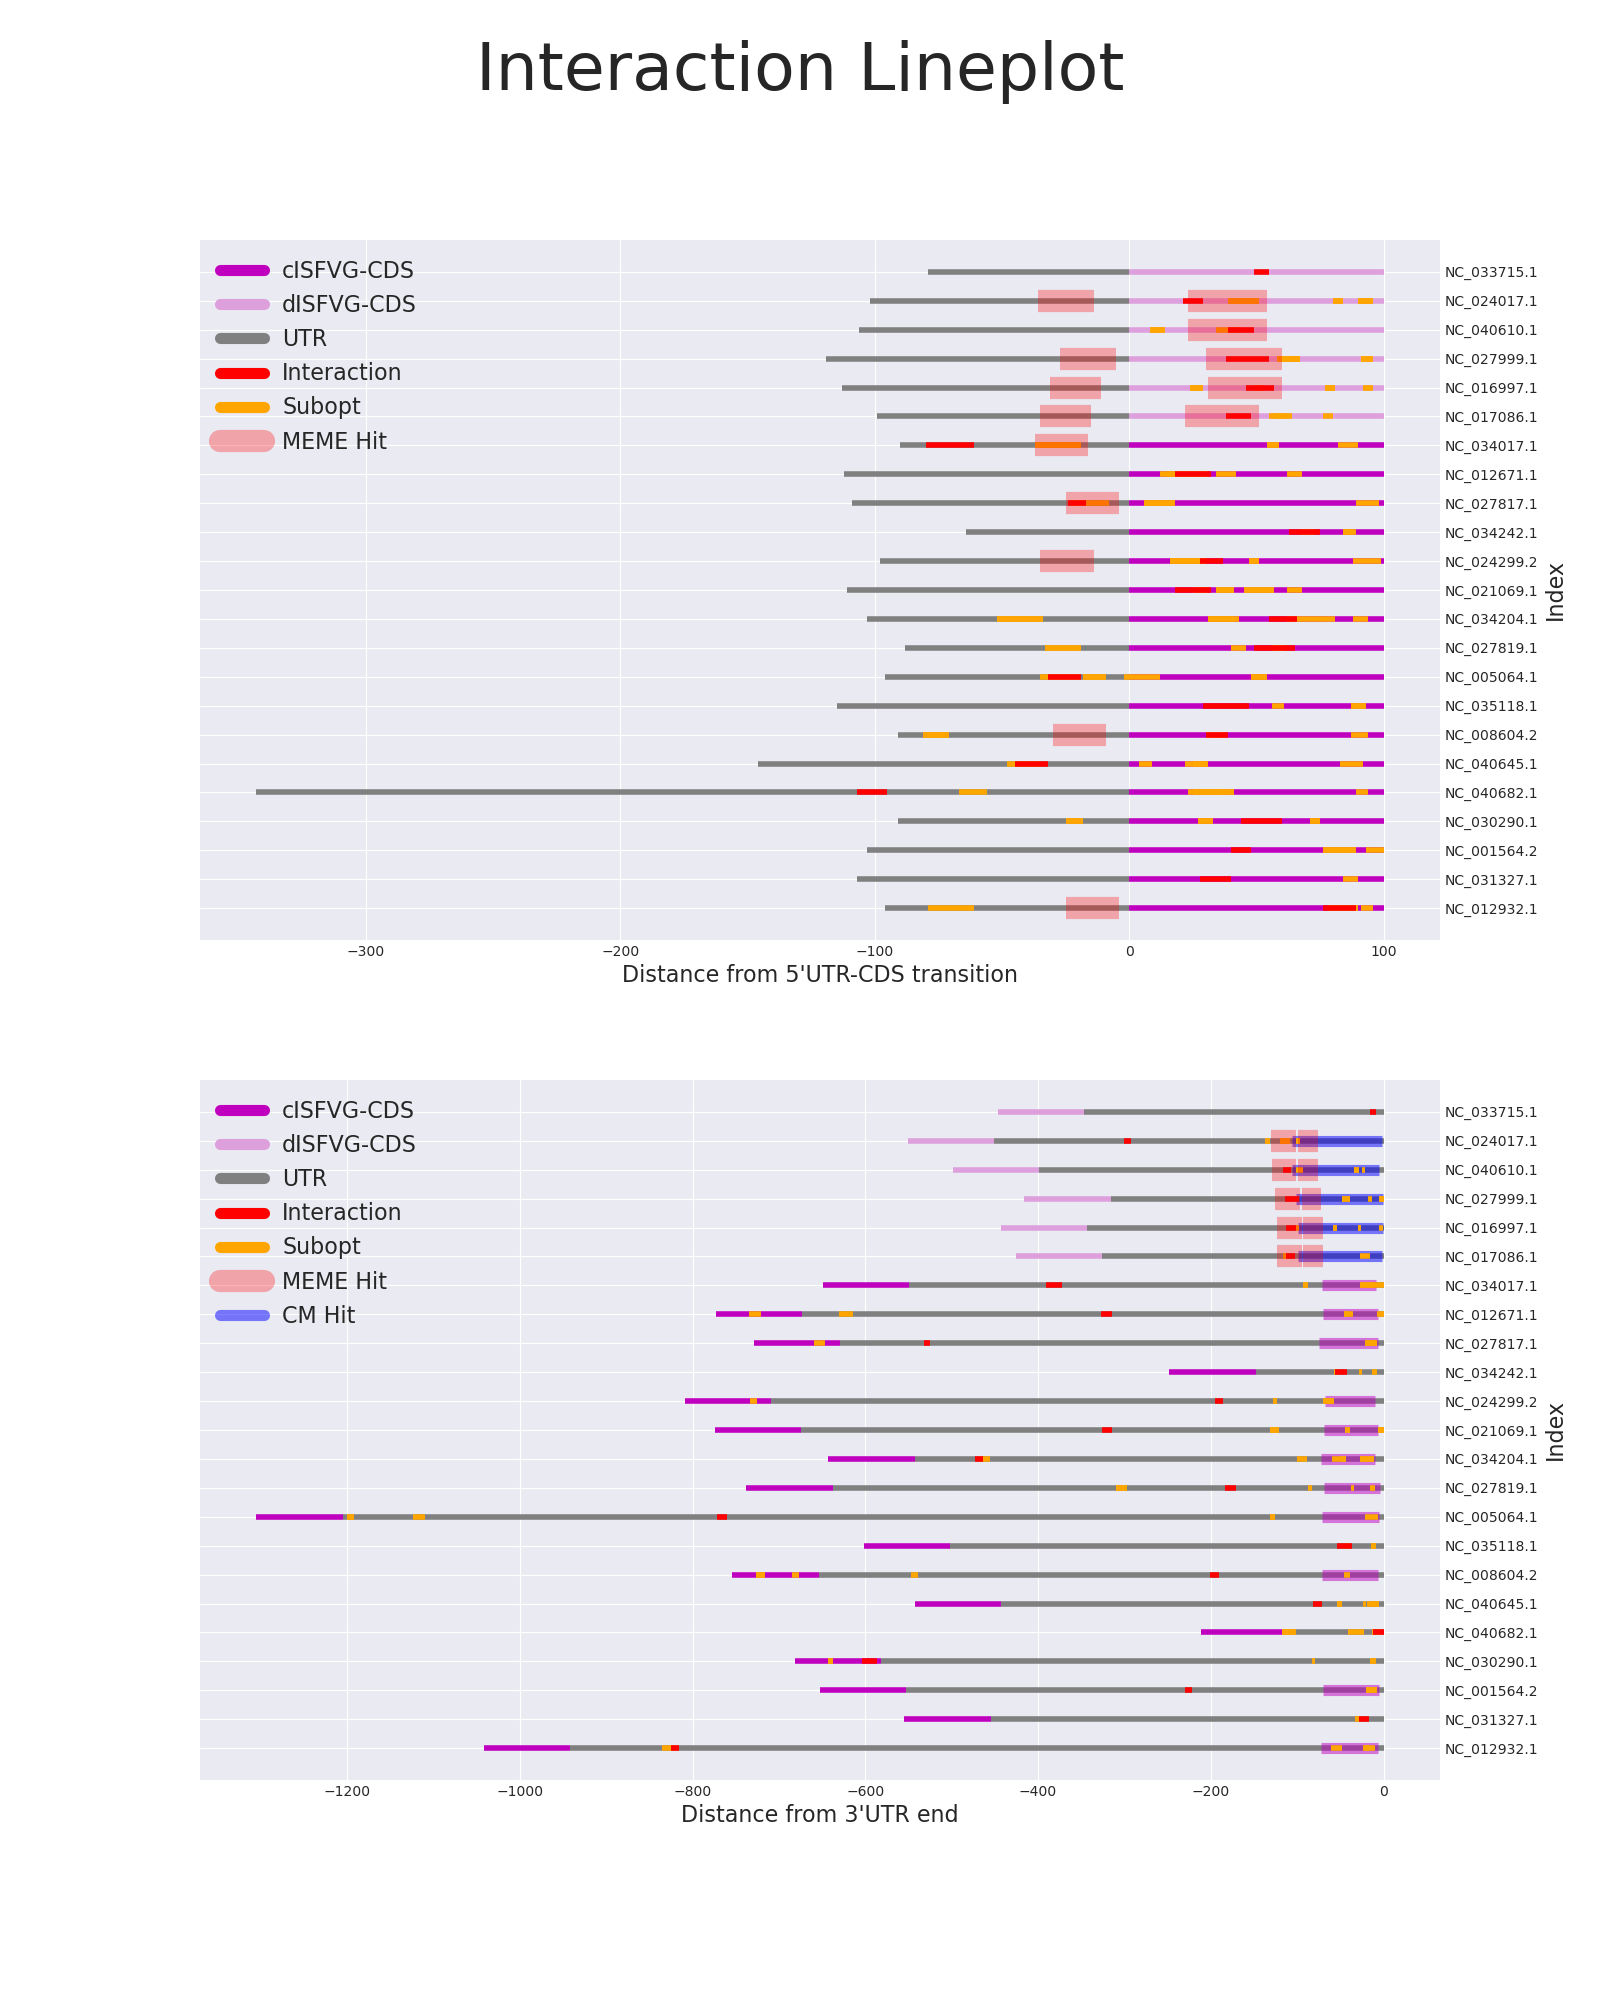 Interaction Lineplot
cISFVG-CDS
dISFVG-CDS
UTR
Interaction
Subopt
MEME Hit
NC_033715.1
NC_024017.1
NC_040610.1
NC_027999.1
NC_016997.1
NC_017086.1
NC_034017.1
NC_012671.1
NC_027817.1
NC_034242.1
NC_024299.2
NC_021069.1
NC_034204.1
NC_027819.1
NC_005064.1
NC_035118.1
NC_008604.2
NC_040645.1
NC_040682.1
NC_030290.1
NC_001564.2
NC_031327.1
NC_012932.1
Index
−300 −200 −100 0 100
Distance from 5'UTR-CDS transition
cISFVG-CDS
dISFVG-CDS
UTR
Interaction
Subopt
MEME Hit
CM Hit
NC_033715.1
NC_024017.1
NC_040610.1
NC_027999.1
NC_016997.1
NC_017086.1
NC_034017.1
NC_012671.1
NC_027817.1
NC_034242.1
NC_024299.2
NC_021069.1
NC_034204.1
NC_027819.1
NC_005064.1
NC_035118.1
NC_008604.2
NC_040645.1
NC_040682.1
NC_030290.1
NC_001564.2
NC_031327.1
NC_012932.1
Index
−1200 −1000 −800 −600 −400 −200 0
Distance from 3'UTR end